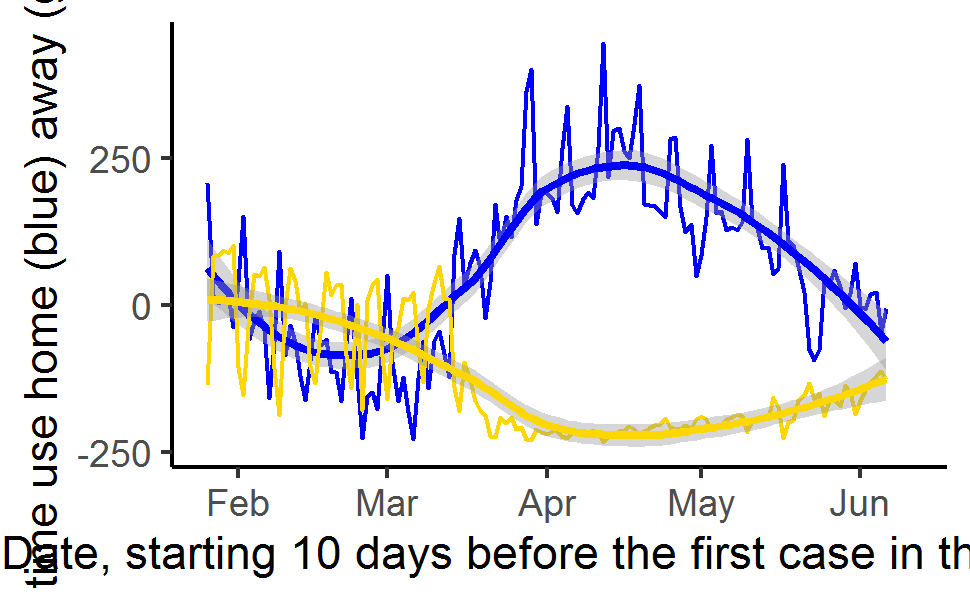 time use home (blue) away (
250
0
-250
Feb Mar Apr May Jun
Date, starting 10 days before the first case in th